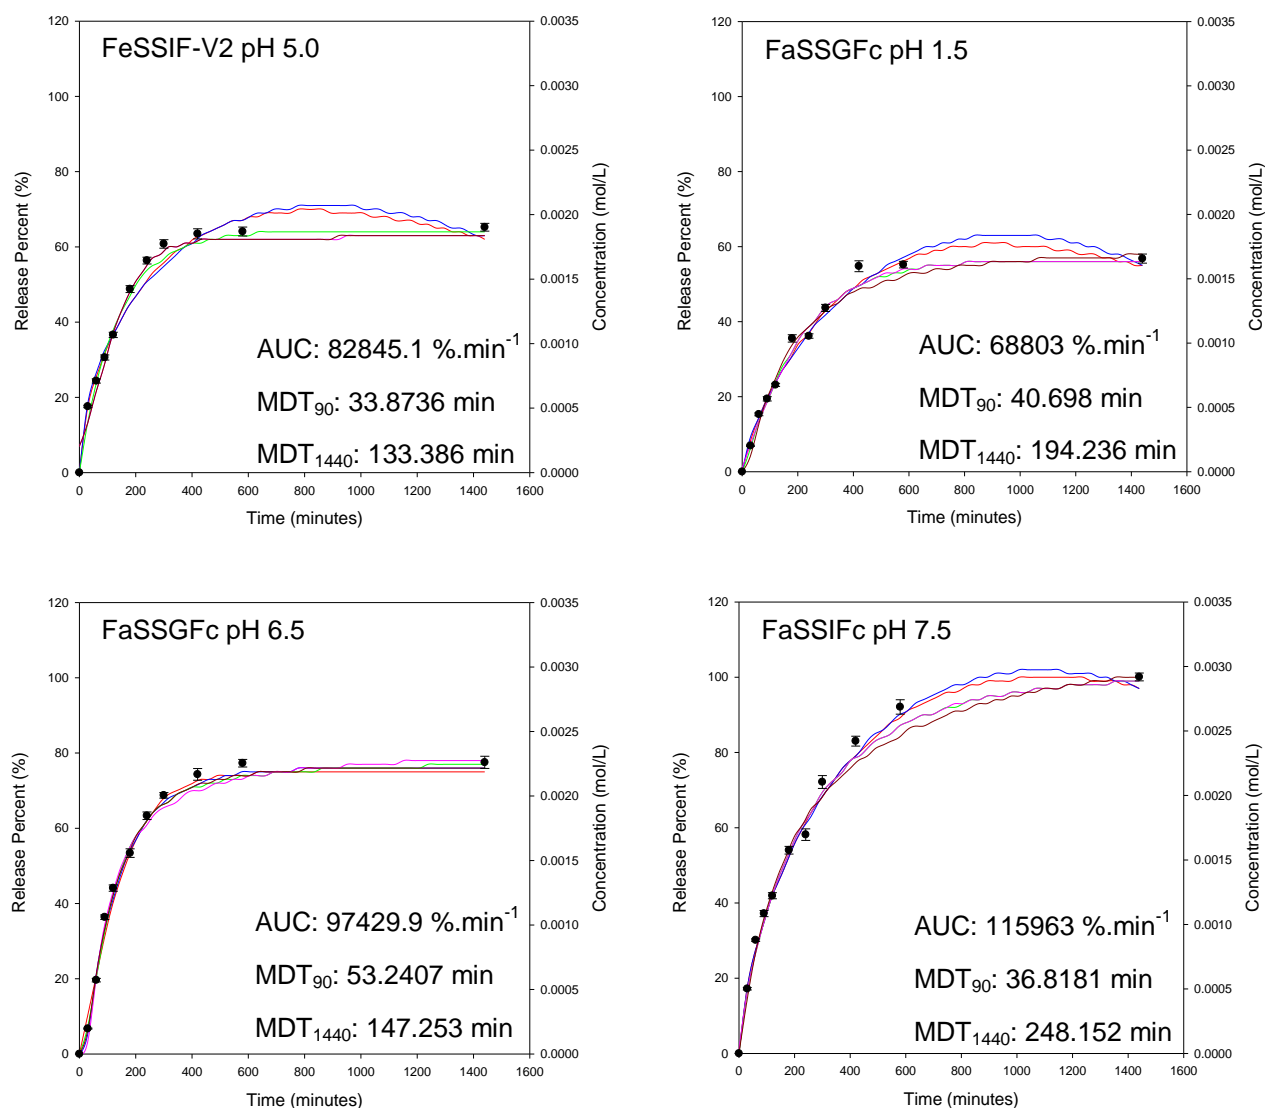 FeSSIF-V2 pH 5.0
120
100
80
60
40
20
0
Release Percent (%)
0.0035
0.0030
0.0025
0.0020
0.0015
0.0010
0.0005
0.0000
Concentration (mol/L)
AUC: 82845.1 %.min-1
MDT90: 33.8736 min
MDT1440: 133.386 min
0 200 400 600 800 1000 1200 1400 1600
Time (minutes)
FaSSGFc pH 1.5
120
100
80
60
40
20
0
Release Percent (%)
0.0035
0.0030
0.0025
0.0020
0.0015
0.0010
0.0005
0.0000
Concentration (mol/L)
AUC: 68803 %.min-1
MDT90: 40.698 min
MDT1440: 194.236 min
0 200 400 600 800 1000 1200 1400 1600
Time (minutes)
FaSSGFc pH 6.5
120
100
80
60
40
20
0
Release Percent (%)
0.0035
0.0030
0.0025
0.0020
0.0015
0.0010
0.0005
0.0000
Concentration (mol/L)
AUC: 97429.9 %.min-1
MDT90: 53.2407 min
MDT1440: 147.253 min
0 200 400 600 800 1000 1200 1400 1600
Time (minutes)
FaSSIFc pH 7.5
120
100
80
60
40
20
0
Release Percent (%)
0.0035
0.0030
0.0025
0.0020
0.0015
0.0010
0.0005
0.0000
Concentration (mol/L)
AUC: 115963 %.min-1
MDT90: 36.8181 min
MDT1440: 248.152 min
0 200 400 600 800 1000 1200 1400 1600
Time (minutes)